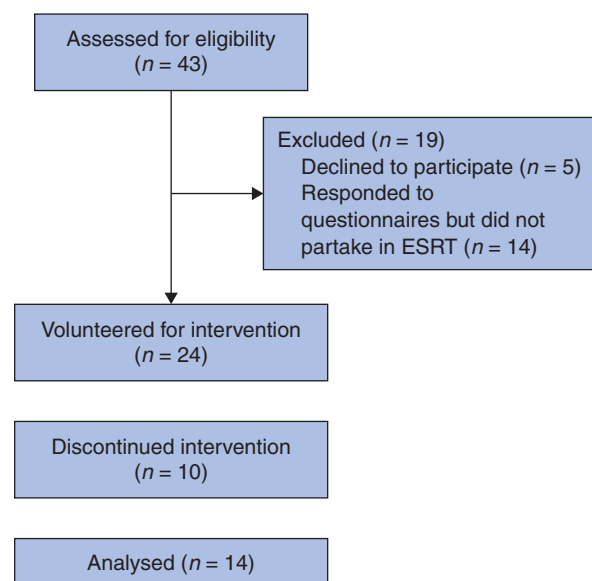 Assessed for eligibility
(n = 43)
Excluded (n = 19)
Declined to participate (n = 5)
Responded to
questionnaires but did not
partake in ESRT (n = 14)
Volunteered for intervention
(n = 24)
Discontinued intervention
(n = 10)
Analysed (n = 14)